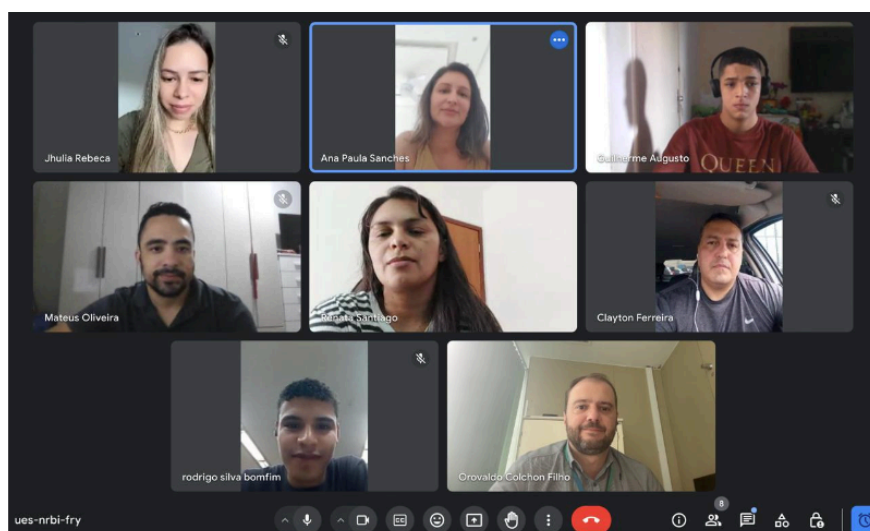 Jhulia Rebeca
Ana Paula Sanches
Guilherme Augusto
QUEEN
Mateus Oliveira
Renata Santiago
Clayton Ferreira
rodrigo silva bomfim
Orovaldo Colchon Filho
8
ues-nrbi-fry
CC